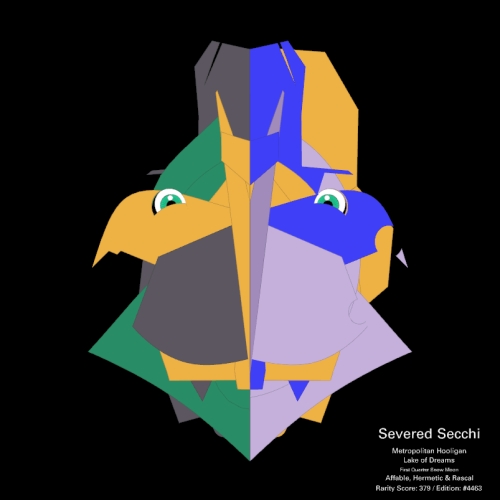 Severed Secchi
Metropolitan Hooligan
Lake of Dreams
First Quarter Snow Moon
Affable, Hermetic & Rascal
Rarity Score: 379 / Edition: #4463